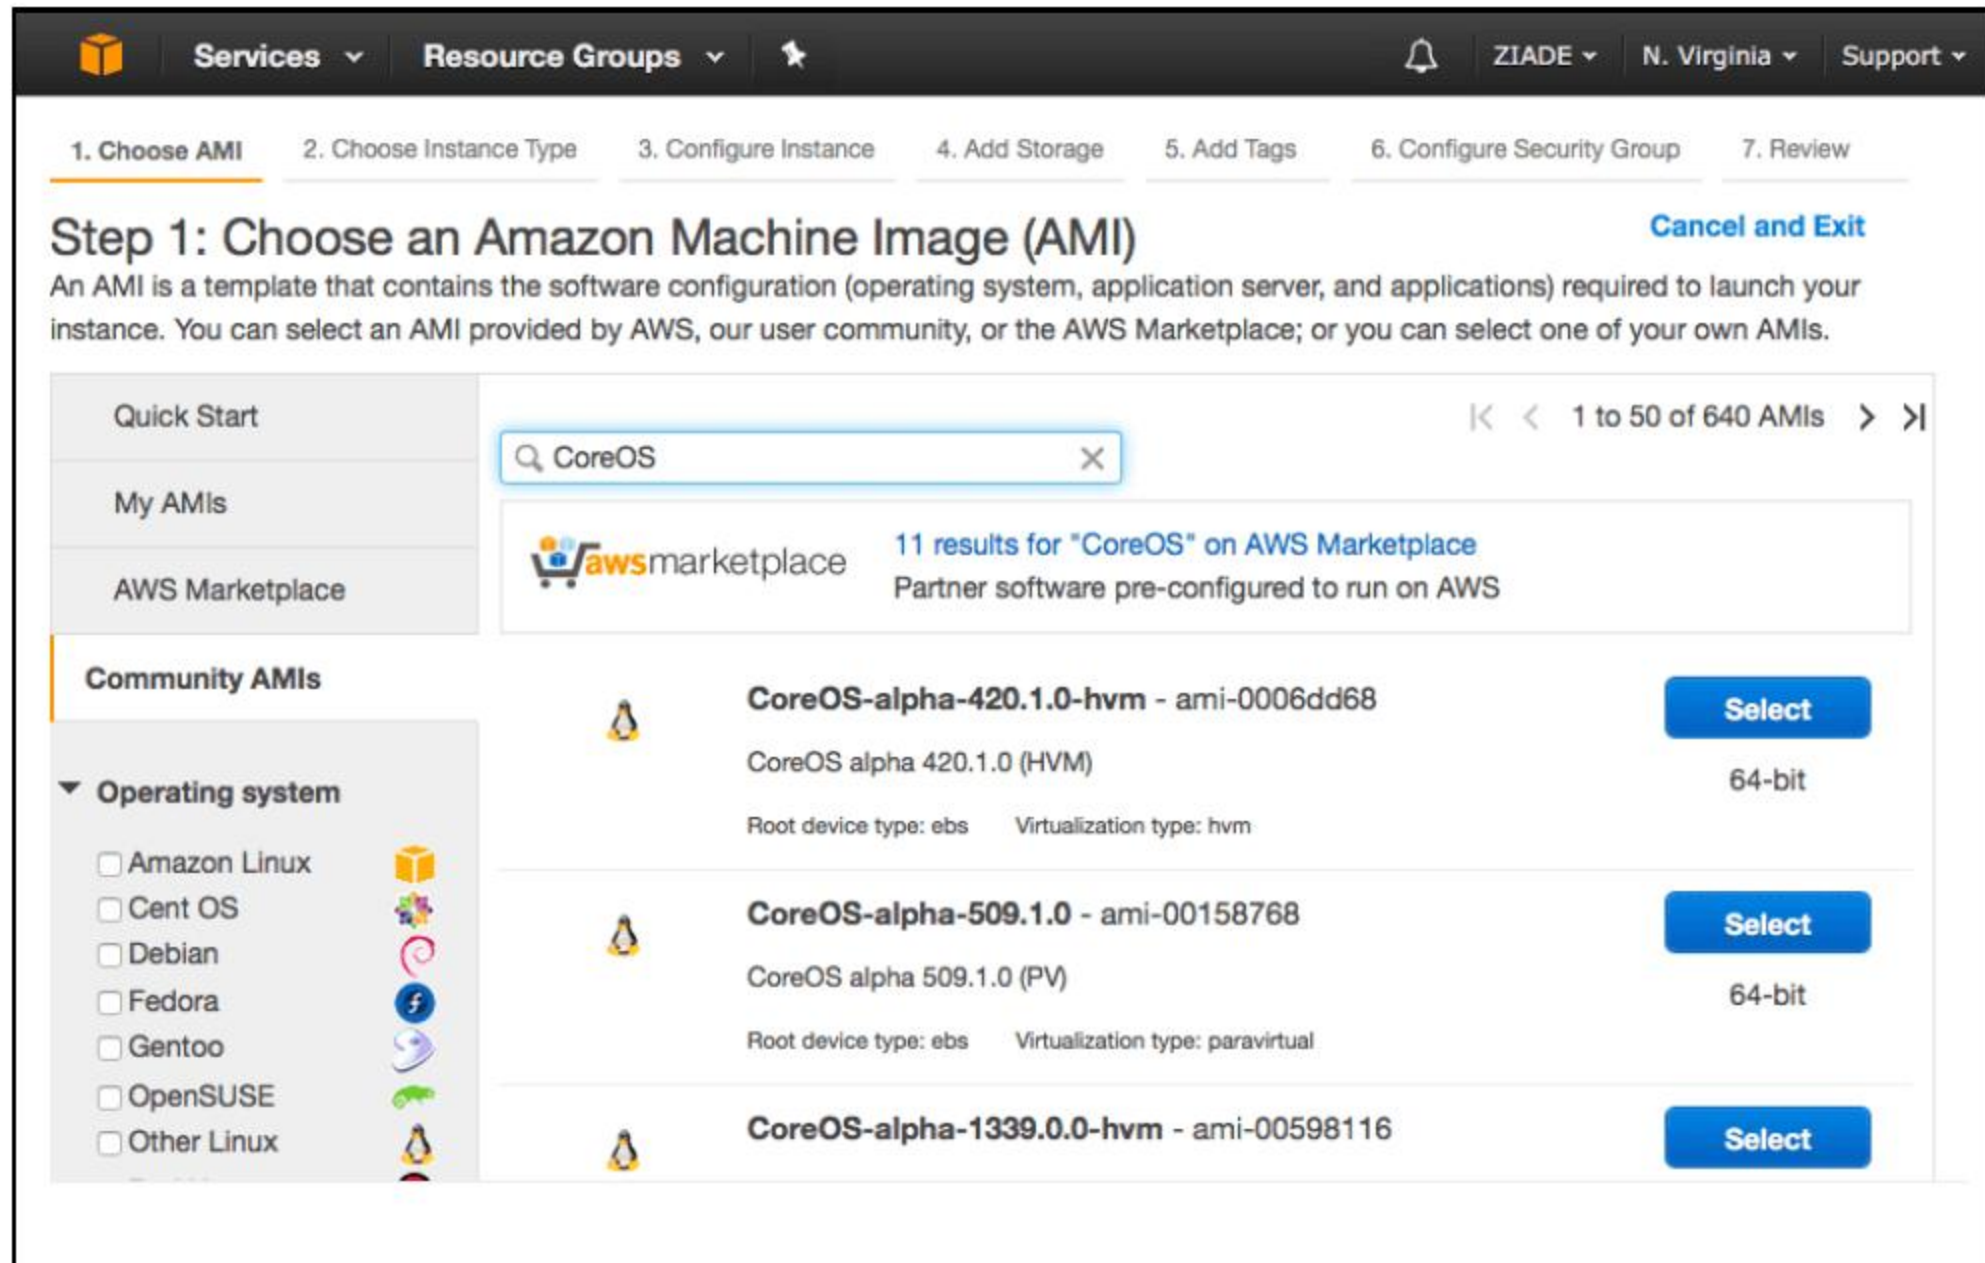 Services Resource Groups ZIADE N. Virginia Support
1. Choose AMI 2. Choose Instance Type 3. Configure Instance 4. Add Storage 5. Add Tags 6. Configure Security Group 7. Review
Step 1: Choose an Amazon Machine Image (AMI)
Cancel and Exit
An AMI is a template that contains the software configuration (operating system, application server, and applications) required to launch your
instance. You can select an AMI provided by AWS, our user community, or the AWS Marketplace; or you can select one of your own AMIs.
Quick Start
My AMIs
AWS Marketplace
Community AMIs
Operating system
Amazon Linux
Cent OS
Debian
Fedora
Gentoo
OpenSUSE
Other Linux
1 to 50 of 640 AMIs
CoreOS
awsmarketplace
11 results for "CoreOS" on AWS Marketplace
Partner software pre-configured to run on AWS
CoreOS-alpha-420.1.0-hvm - ami-0006dd68
Select
CoreOS alpha 420.1.0 (HVM)
64-bit
Root device type: ebs Virtualization type: hvm
CoreOS-alpha-509.1.0 - ami-00158768
Select
CoreOS alpha 509.1.0 (PV)
64-bit
Root device type: ebs Virtualization type: paravirtual
CoreOS-alpha-1339.0.0-hvm - ami-00598116
Select